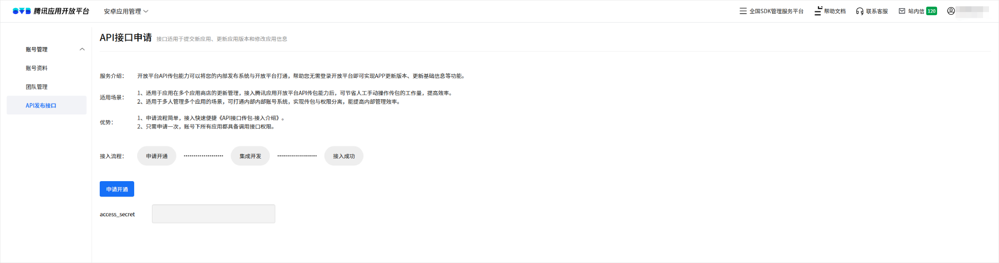 腾讯应用开放平台 安卓应用管理 全国SDK管理服务平台 帮助文档 联系客服 站内信 120
账号管理
账号资料
团队管理
API发布接口
API接口申请 接口适用于提交新应用、更新应用版本和修改应用信息
服务介绍： 开放平台API传包能力可以将您的内部发布系统与开放平台打通，帮助您无需登录开放平台即可实现APP更新版本、更新基础信息等功能。
适用场景： 1、适用于应用在多个应用商店的更新管理，接入腾讯应用开放平台API传包能力后，可节省人工手动操作传包的工作量，提高效率。
2、适用于多人管理多个应用的场景，可打通内部内部账号系统，实现传包与权限分离，能提高内部管理效率。
优势： 1、申请流程简单，接入快速便捷《API接口传包-接入介绍》。
2、只需申请一次，账号下所有应用都具备调用接口权限。
接入流程： 申请开通 集成开发 接入成功
申请开通
access_secret